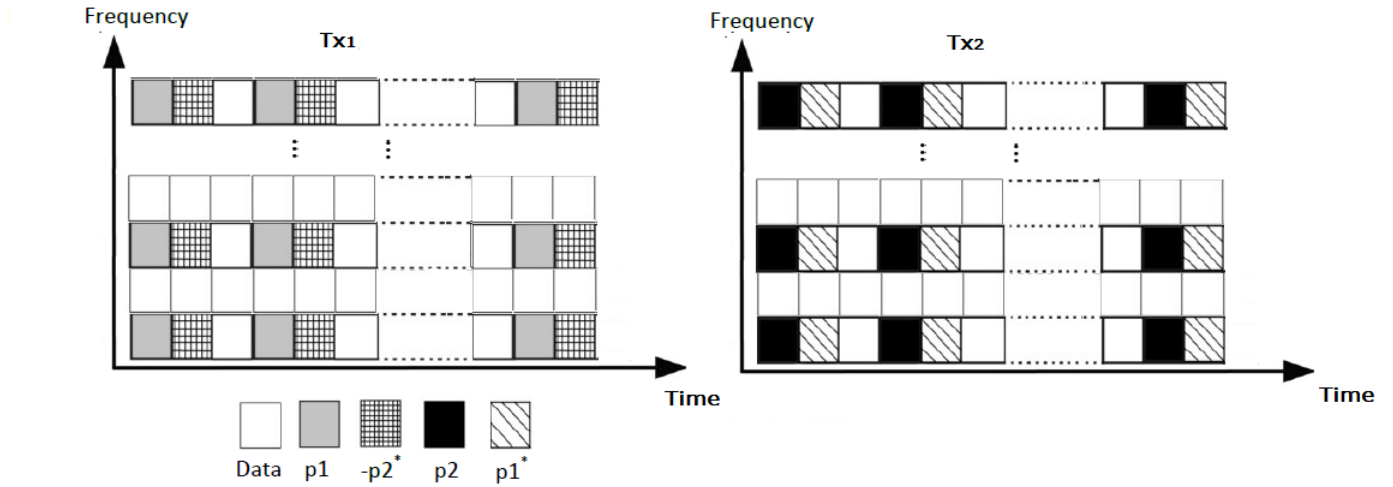 Frequency
Tx1
Time
Data p1 -p2* p2 p1*
Frequency
Tx2
Time